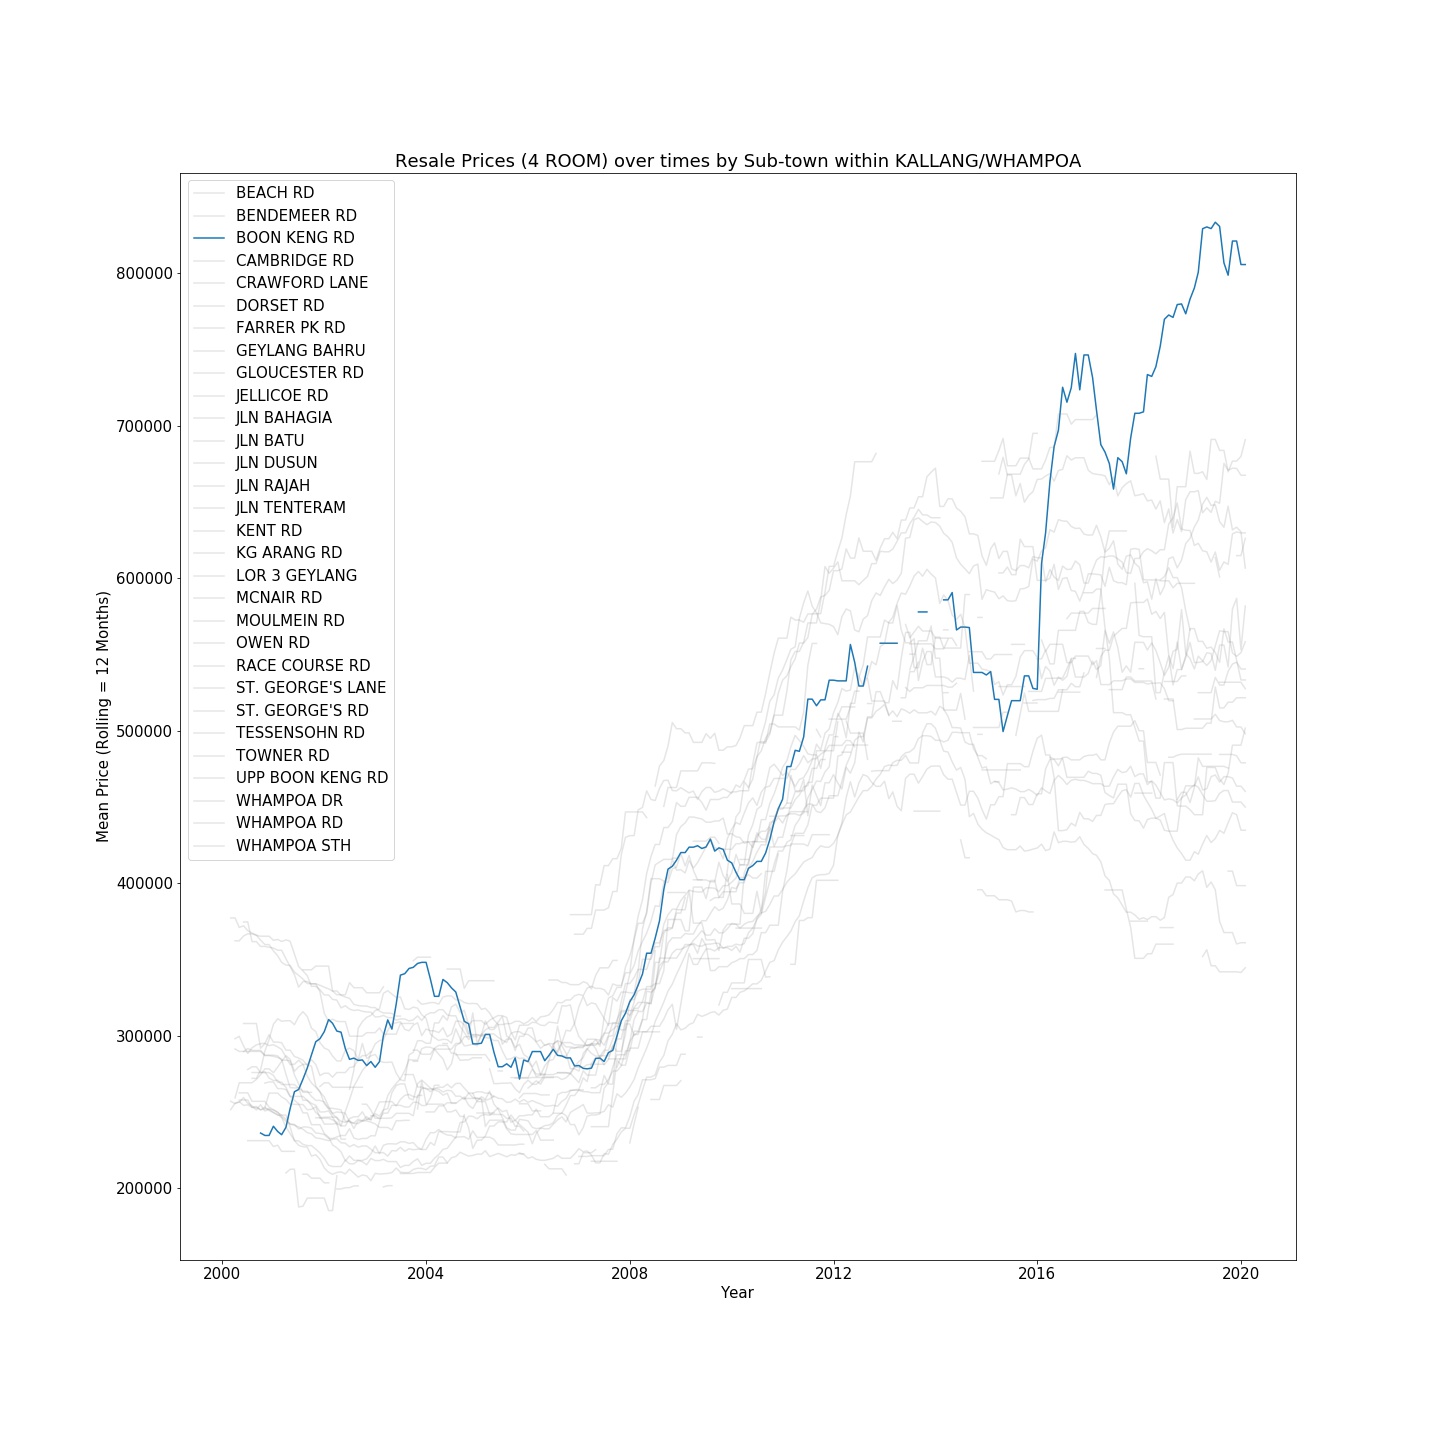 Resale Prices (4 ROOM) over times by Sub-town within KALLANG/WHAMPOA
BEACH RD
BENDEMEER RD
BOON KENG RD
CAMBRIDGE RD
CRAWFORD LANE
DORSET RD
FARRER PK RD
GEYLANG BAHRU
GLOUCESTER RD
JELLICOE RD
JLN BAHAGIA
JLN BATU
JLN DUSUN
JLN RAJAH
JLN TENTERAM
KENT RD
KG ARANG RD
LOR 3 GEYLANG
MCNAIR RD
MOULMEIN RD
OWEN RD
RACE COURSE RD
ST. GEORGE'S LANE
ST. GEORGE'S RD
TESSENSOHN RD
TOWNER RD
UPP BOON KENG RD
WHAMPOA DR
WHAMPOA RD
WHAMPOA STH
800000
700000
600000
500000
400000
300000
200000
Mean Price (Rolling = 12 Months)
2000
2004
2008
2012
2016
2020
Year